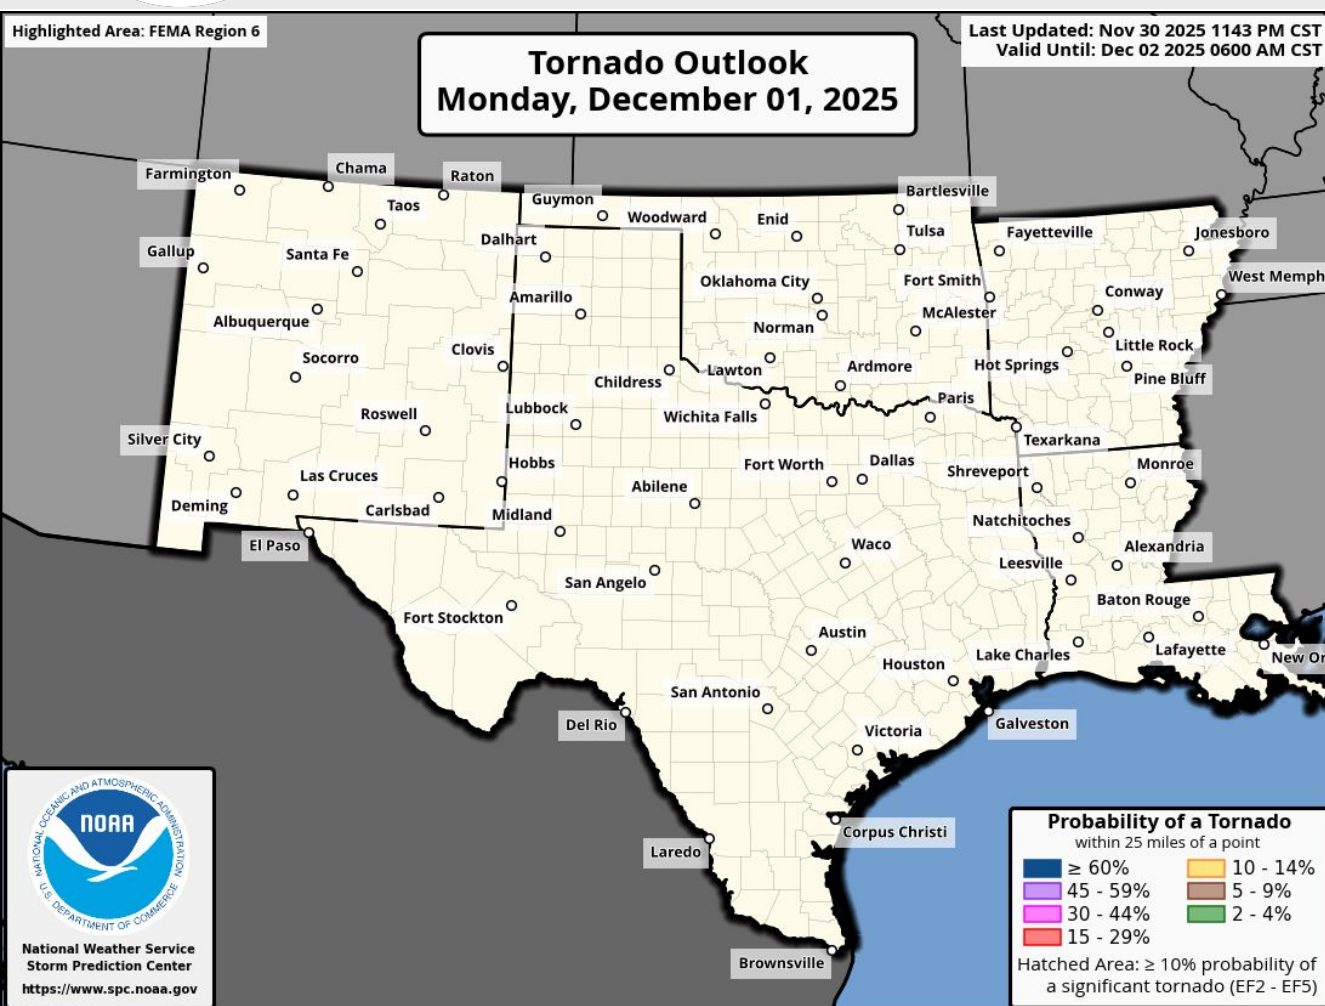 Highlighted Area: FEMA Region 6
Last Updated: Nov 30 2025 1143 PM CST
Valid Until: Dec 02 2025 0600 AM CST
Tornado Outlook
Monday, December 01, 2025
Farmington
Chama
Raton
Taos
Guymon
Woodward
Enid
Bartlesville
Tulsa
Fayetteville
Jonesboro
Gallup
Santa Fe
Dalhart
Oklahoma City
Fort Smith
West Memph
Albuquerque
Amarillo
Norman
McAlester
Conway
Little Rock
Socorro
Clovis
Childress
Lawton
Ardmore
Hot Springs
Pine Bluff
Roswell
Lubbock
Wichita Falls
Paris
Texarkana
Silver City
Las Cruces
Hobbs
Abilene
Fort Worth
Dallas
Shreveport
Monroe
Deming
Carlsbad
Midland
Natchitoches
El Paso
San Angelo
Waco
Leesville
Alexandria
Fort Stockton
Austin
Baton Rouge
Houston
Lake Charles
Lafayette
New Or
San Antonio
Del Rio
Victoria
Galveston
Laredo
Corpus Christi
Brownsville
NATIONAL OCEANIC AND ATMOSPHERIC ADMINISTRATION
NOAA
U.S. DEPARTMENT OF COMMERCE
National Weather Service
Storm Prediction Center
https://www.spc.noaa.gov
Probability of a Tornado
within 25 miles of a point
≥ 60%
10 - 14%
45 - 59%
5 - 9%
30 - 44%
2 - 4%
15 - 29%
Hatched Area: ≥ 10% probability of
a significant tornado (EF2 - EF5)